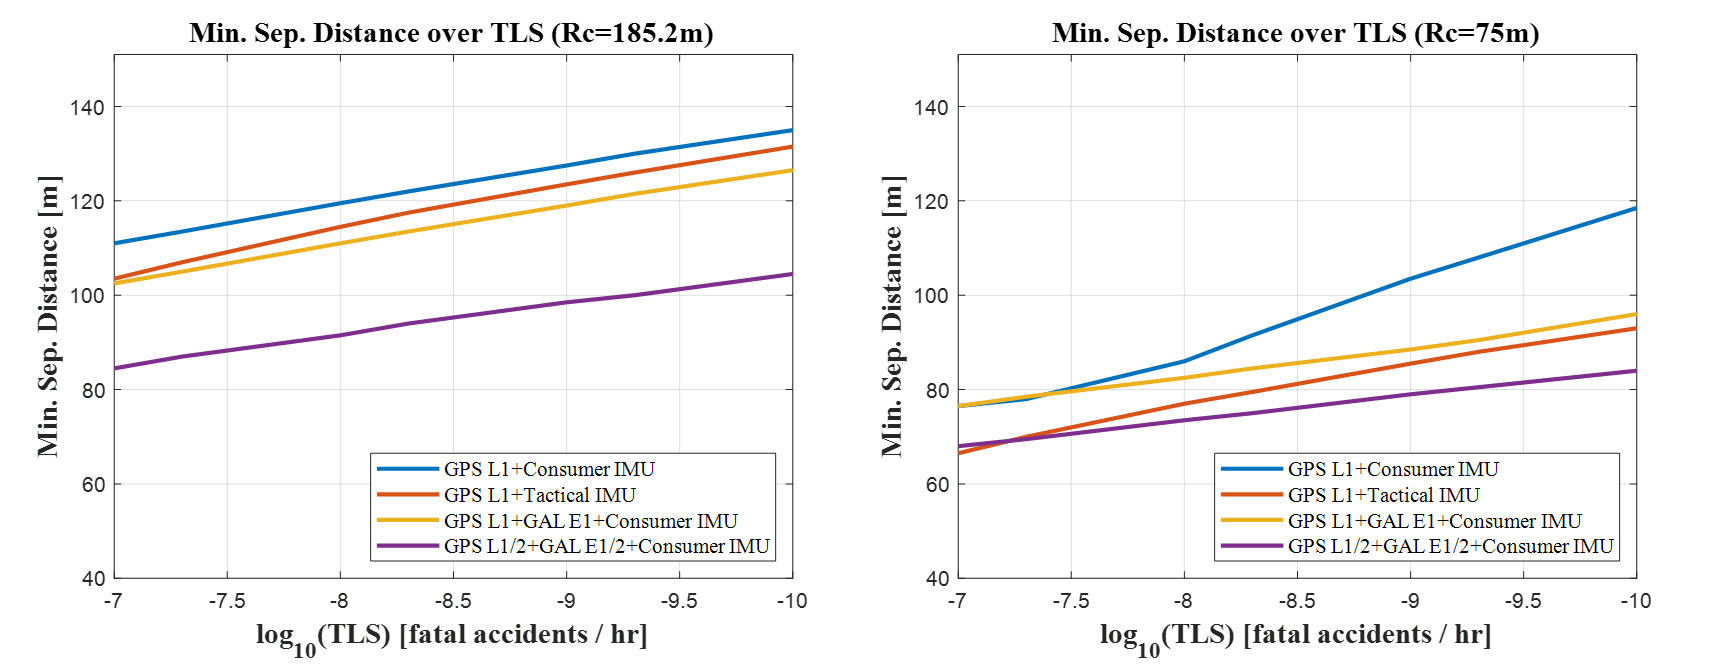 Min. Sep. Distance over TLS (Rc=185.2m)
Min. Sep. Distance [m]
140
120
100
80
60
40
-7
-7.5
-8
-8.5
-9
-9.5
-10
log10(TLS) [fatal accidents / hr]
GPS L1+Consumer IMU
GPS L1+Tactical IMU
GPS L1+GAL E1+Consumer IMU
GPS L1/2+GAL E1/2+Consumer IMU
Min. Sep. Distance over TLS (Rc=75m)
Min. Sep. Distance [m]
140
120
100
80
60
40
-7
-7.5
-8
-8.5
-9
-9.5
-10
log10(TLS) [fatal accidents / hr]
GPS L1+Consumer IMU
GPS L1+Tactical IMU
GPS L1+GAL E1+Consumer IMU
GPS L1/2+GAL E1/2+Consumer IMU